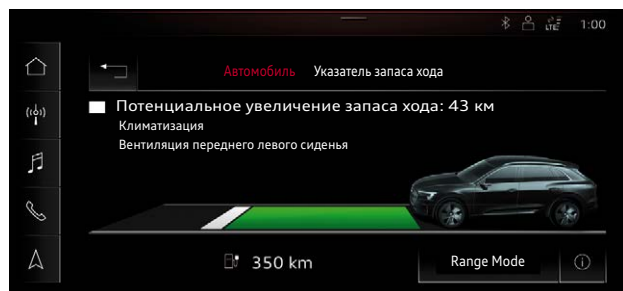 LTE 1:00
Автомобиль Указатель запаса хода
Потенциальное увеличение запаса хода: 43 км
Климатизация
Вентиляция переднего левого сиденья
350 km Range Mode